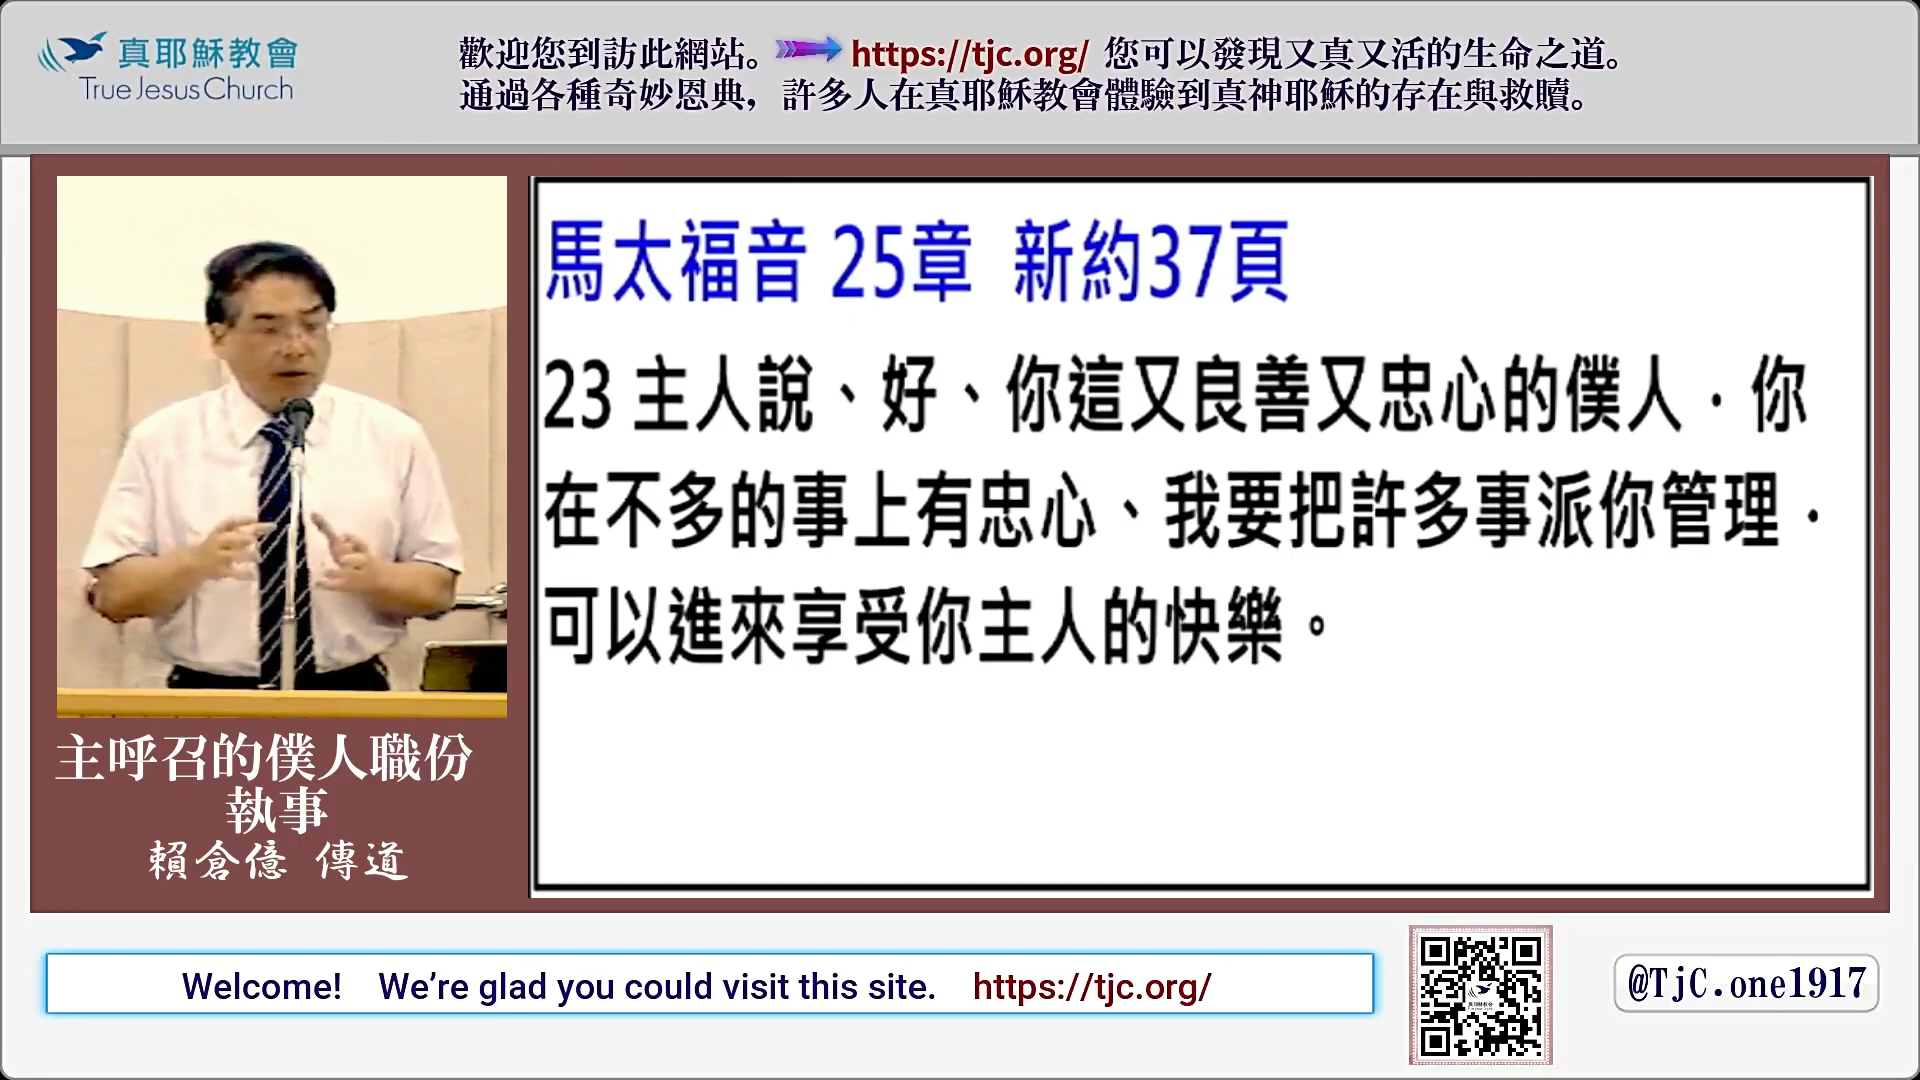 真耶穌教會
True Jesus Church
歡迎您到訪此網站。 https://tjc.org/ 您可以發現又真又活的生命之道。
通過各種奇妙恩典，許多人在真耶穌教會體驗到真神耶穌的存在與救贖。
馬太福音 25章 新約37頁
23 主人說、好、你這又良善又忠心的僕人．你
在不多的事上有忠心、我要把許多事派你管理．
可以進來享受你主人的快樂。
主呼召的僕人職份
執事
賴倉億 傳道
Welcome! We’re glad you could visit this site. https://tjc.org/
真耶穌教會
@TjC.one1917